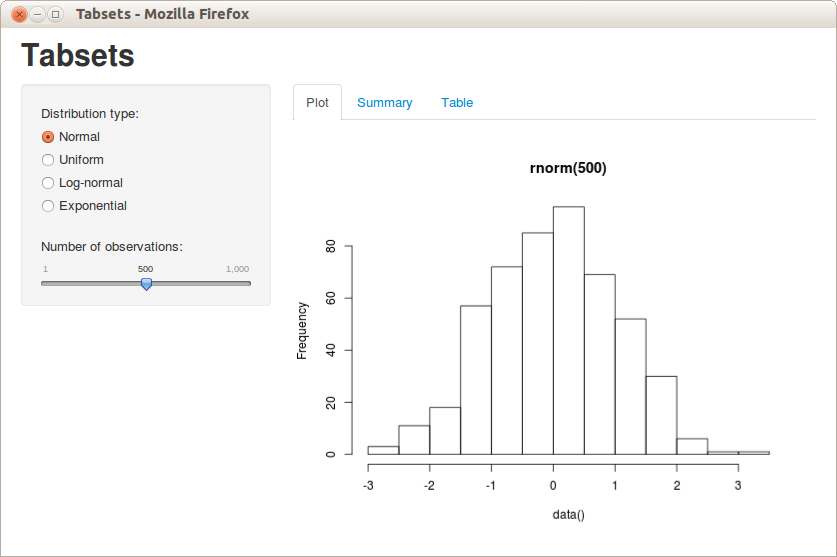 Tabsets - Mozilla Firefox
Tabsets
Distribution type:
Normal
Uniform
Log-normal
Exponential
Number of observations:
1 500 1,000
Plot Summary Table
rnorm(500)
Frequency
80
60
40
20
0
-3 -2 -1 0 1 2 3
data()